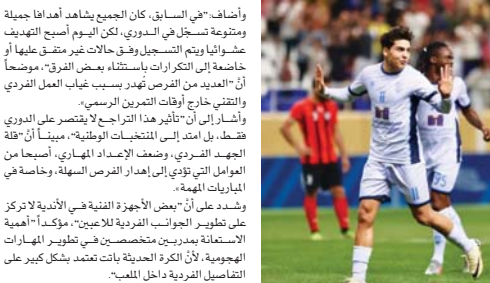 وأضاف: "في السابق، كان الجميع يشاهد أهدافا جميلة
ومتنوعة تسجّل في الدوري، لكن اليوم أصبح التهديف
عشوائيا ويتم التسجيل وفق حالات غير متفق عليها أو
خاضعة إلى التكرارات باستثناء بعض الفرق"، موضحاً
أنّ "العديد من الفرص تُهدر بسبب غياب العمل الفردي
والتقني خارج أوقات التمرين الرسمي".
وأشار إلى أن "تأثير هذا التراجع لا يقتصر على الدوري
فقط، بل امتد إلى المنتخبات الوطنية"، مبيناً أنّ "قلة
الجهد الفردي، وضعف الإعداد المهاري، أصبحا من
العوامل التي تؤدي إلى إهدار الفرص السهلة، وخاصة في
المباريات المهمة".
وشدد على أنّ "بعض الأجهزة الفنية في الأندية لا تركز
على تطوير الجوانب الفردية للاعبين"، مؤكداً "أهمية
الاستعانة بمدربين متخصصين في تطوير المهارات
الهجومية، لأنّ الكرة الحديثة باتت تعتمد بشكل كبير على
التفاصيل الفردية داخل الملعب".